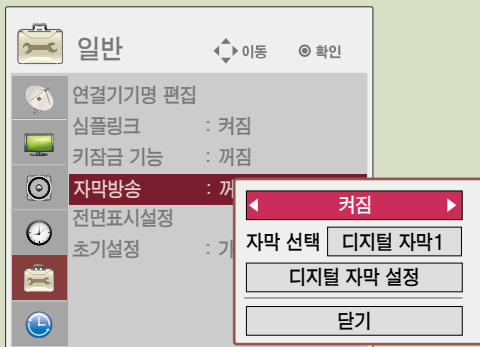 일반 이동 확인
연결기기명 편집
심플링크 : 켜짐
키잠금 기능 : 꺼짐
자막방송 : 꺼
켜짐
전면표시설정
자막 선택 디지털 자막1
초기설정 : 가
디지털 자막 설정
닫기